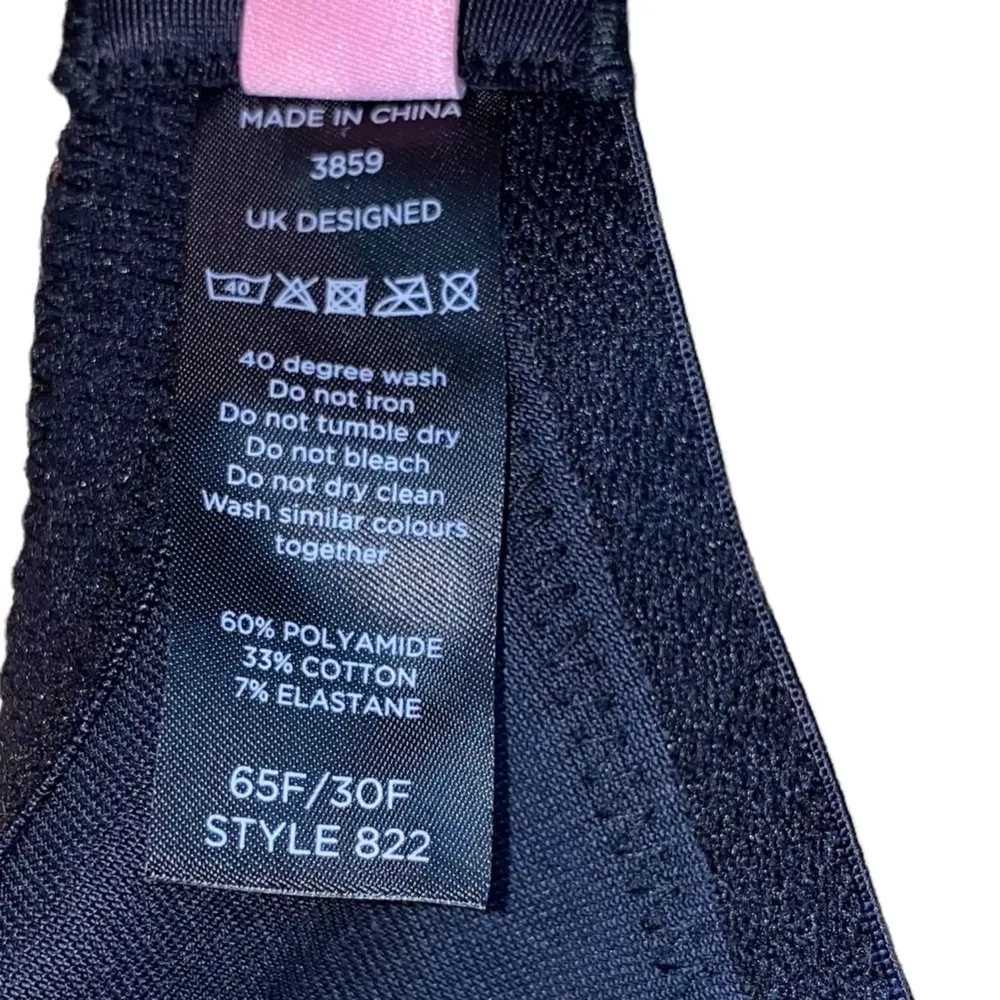 MADE IN CHINA
3859
UK DESIGNED
40
40 degree wash
Do not iron
Do not tumble dry
Do not bleach
Do not dry clean
Wash similar colours
together
60% POLYAMIDE
33% COTTON
7% ELASTANE
65F/30F
STYLE 822